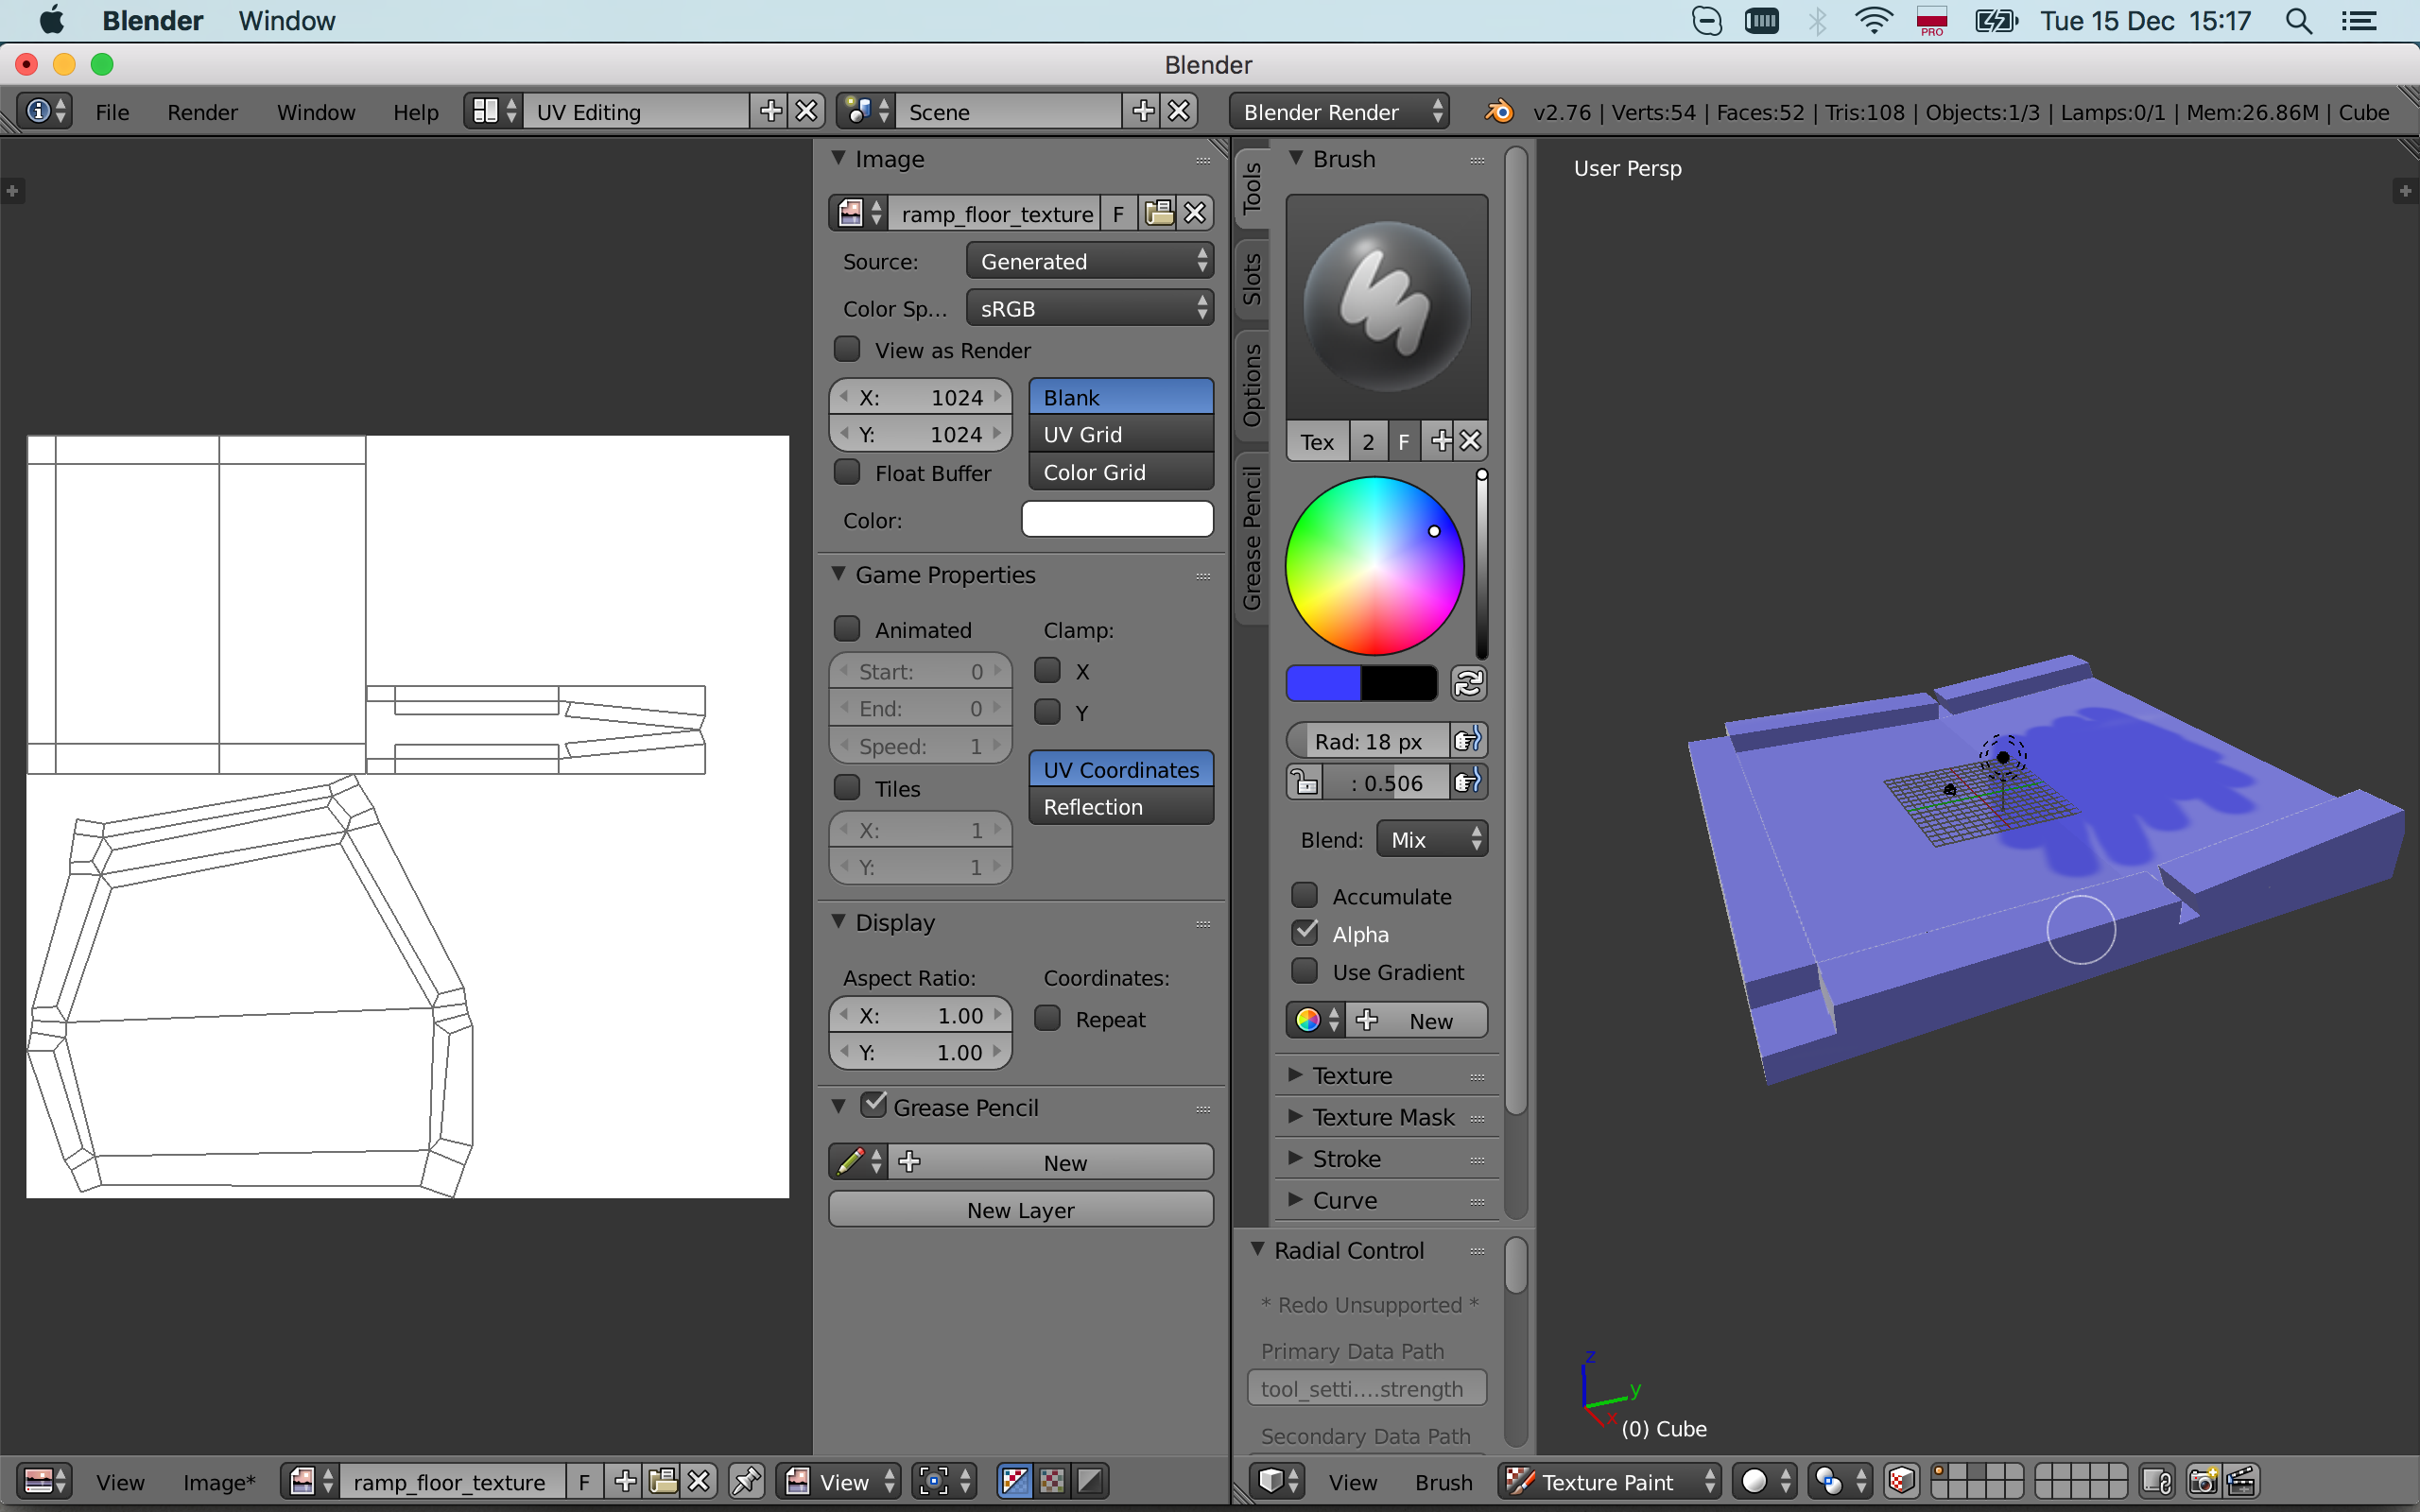 Blender Window PRO Tue 15 Dec 15:17
Blender
File Render Window Help UV Editing Scene Blender Render v2.76 | Verts:54 | Faces:52 | Tris:108 | Objects:1/3 | Lamps:0/1 | Mem:26.86M | Cube
Image
ramp_floor_texture F
Source: Generated
Color Sp... sRGB
View as Render
X: 1024
Y: 1024
Blank
UV Grid
Color Grid
Float Buffer
Color:
Game Properties
Animated
Clamp:
Start: 0
End: 0
Speed: 1
X
Y
Tiles
X: 1
Y: 1
UV Coordinates
Reflection
Display
Aspect Ratio:
Coordinates:
X: 1.00
Y: 1.00
Repeat
Grease Pencil
New
New Layer
Tools
Slots
Options
Grease Pencil
Brush
Tex 2 F
Rad: 18 px
: 0.506
Blend: Mix
Accumulate
Alpha
Use Gradient
New
Texture
Texture Mask
Stroke
Curve
Radial Control
* Redo Unsupported *
Primary Data Path
tool_setti....strength
Secondary Data Path
User Persp
z
y
x
(0) Cube
View Image* ramp_floor_texture F View
View Brush Texture Paint